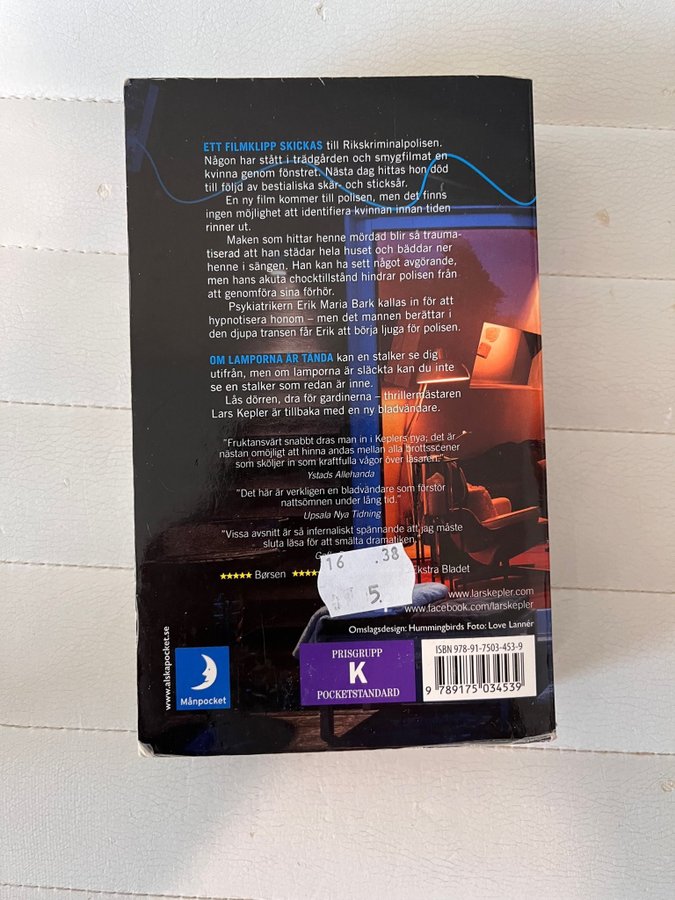 ETT FILMKLIPP SKICKAS till Rikskriminalpolisen.
Någon har stått i trädgården och smygfilmat en
kvinna genom fönstret. Nästa dag hittas hon död
till följd av bestialiska skär- och sticksår.
En ny film kommer till polisen, men det finns
ingen möjlighet att identifiera kvinnan innan tiden
rinner ut.
Maken som hittar henne mördad blir så trauma-
tiserad att han städar hela huset och bäddar ner
henne i sängen. Han kan ha sett något avgörande,
men hans akuta chocktillstånd hindrar polisen från
att genomföra sina förhör.
Psykiatrikern Erik Maria Bark kallas in för att
hypnotisera honom – men det mannen berättar i
den djupa transen får Erik att börja ljuga för polisen.
OM LAMPORNA ÄR TÄNDA kan en stalker se dig
utifrån, men om lamporna är släckta kan du inte
se en stalker som redan är inne.
Lås dörren, dra för gardinerna – thrillermästaren
Lars Kepler är tillbaka med en ny bladvändare.
"Fruktansvärt snabbt dras man in i Keplers nya; det är
nästan omöjligt att hinna andas mellan alla brottsscener
som sköljer in som kraftfulla vågor över läsaren."
Ystads Allehanda
"Det här är verkligen en bladvändare som förstör
nattsömnen under lång tid."
Upsala Nya Tidning
"Vissa avsnitt är så infernaliskt spännande att jag måste
sluta läsa för att smälta dramatiken."
16 .38
5.
★★★★★ Børsen ★ Ekstra Bladet
www.larskepler.com
www.facebook.com/larskepler
Omslagsdesign: Hummingbirds Foto: Love Lannér
www.alskapocket.se
Månpocket
PRISGRUPP
K
POCKETSTANDARD
ISBN 978-91-7503-453-9
9 789175 034539